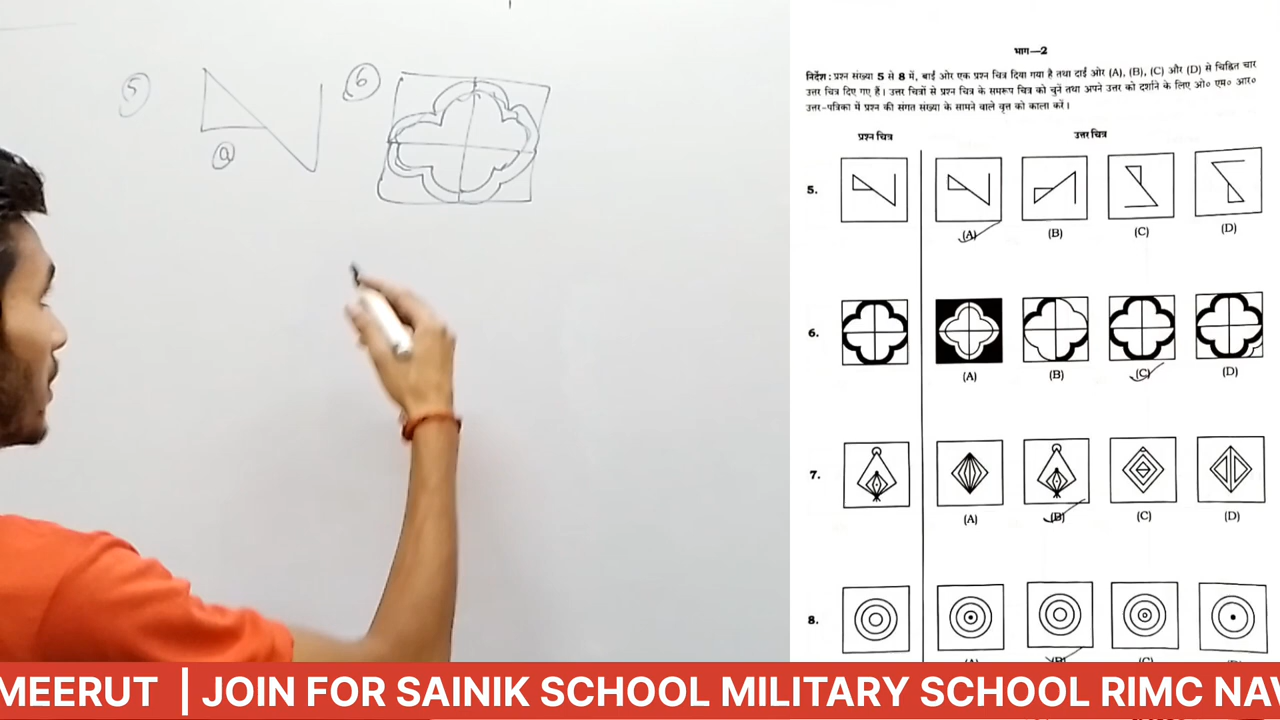 5
a
6
भाग—2
निर्देश : प्रश्न संख्या 5 से 8 में, बाईं ओर एक प्रश्न चित्र दिया गया है तथा दाईं ओर (A), (B), (C) और (D) से चिह्नित चार
उत्तर चित्र दिए गए हैं। उत्तर चित्रों से प्रश्न चित्र के समरूप चित्र को चुनें तथा अपने उत्तर को दर्शाने के लिए ओ० एम० आर०
उत्तर-पत्रिका में प्रश्न की संगत संख्या के सामने वाले वृत्त को काला करें।
प्रश्न चित्र उत्तर चित्र
5.
(A) (B) (C) (D)
6.
(A) (B) (C) (D)
7.
(A) (B) (C) (D)
8.
(A) (B) (C)
MEERUT | JOIN FOR SAINIK SCHOOL MILITARY SCHOOL RIMC NAV